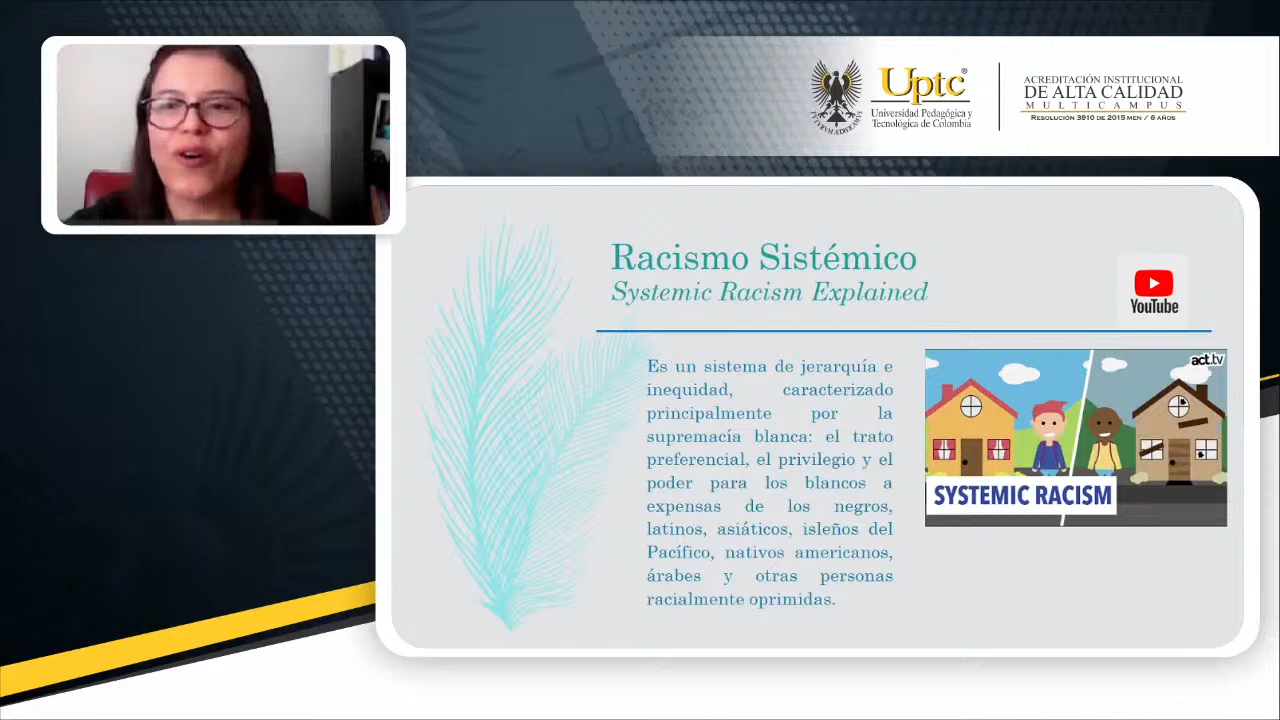 Uptc®
Universidad Pedagógica y
Tecnológica de Colombia
ACREDITACIÓN INSTITUCIONAL
DE ALTA CALIDAD
MULTICAMPUS
RESOLUCIÓN 3910 DE 2015 MEN / 6 AÑOS
Racismo Sistémico
Systemic Racism Explained
YouTube
Es un sistema de jerarquía e
inequidad, caracterizado
principalmente por la
supremacía blanca: el trato
preferencial, el privilegio y el
poder para los blancos a
expensas de los negros,
latinos, asiáticos, isleños del
Pacífico, nativos americanos,
árabes y otras personas
racialmente oprimidas.
act.tv
SYSTEMIC RACISM